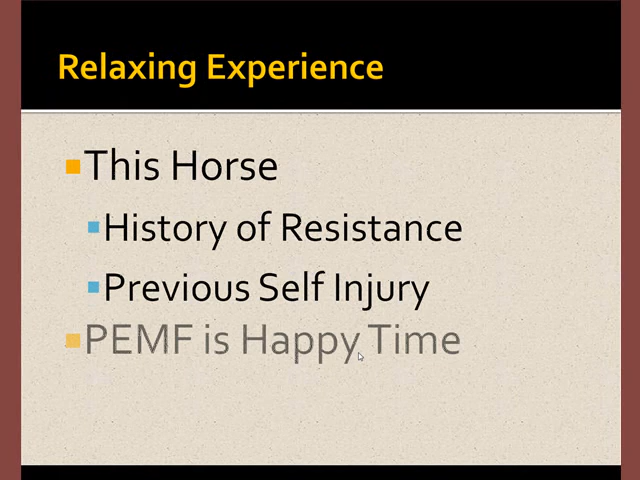 Relaxing Experience
This Horse
History of Resistance
Previous Self Injury
PEMF is Happy Time